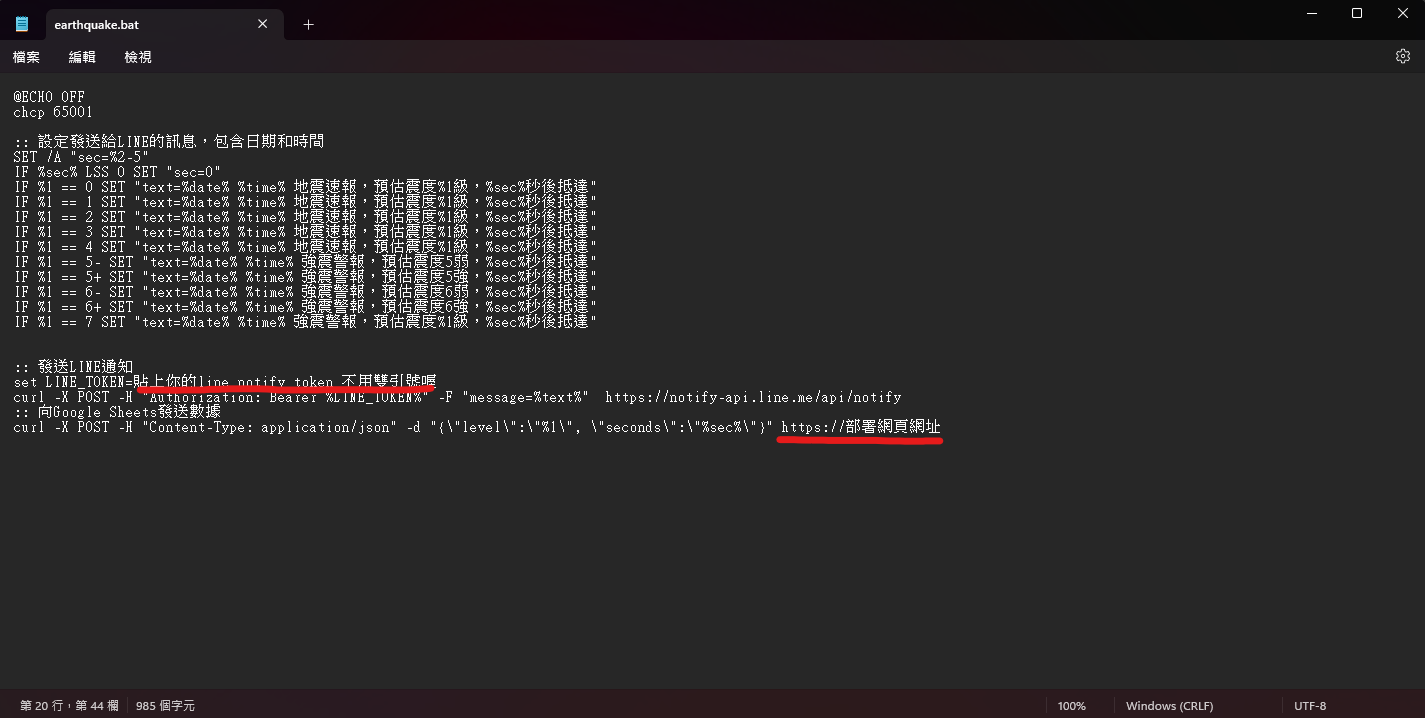 earthquake.bat
檔案 編輯 檢視
@ECHO OFF
chcp 65001
:: 設定發送給LINE的訊息，包含日期和時間
SET /A "sec=%2-5"
IF %sec% LSS 0 SET "sec=0"
IF %1 == 0 SET "text=%date% %time% 地震速報，預估震度%1級，%sec%秒後抵達"
IF %1 == 1 SET "text=%date% %time% 地震速報，預估震度%1級，%sec%秒後抵達"
IF %1 == 2 SET "text=%date% %time% 地震速報，預估震度%1級，%sec%秒後抵達"
IF %1 == 3 SET "text=%date% %time% 地震速報，預估震度%1級，%sec%秒後抵達"
IF %1 == 4 SET "text=%date% %time% 地震速報，預估震度%1級，%sec%秒後抵達"
IF %1 == 5- SET "text=%date% %time% 強震警報，預估震度5弱，%sec%秒後抵達"
IF %1 == 5+ SET "text=%date% %time% 強震警報，預估震度5強，%sec%秒後抵達"
IF %1 == 6- SET "text=%date% %time% 強震警報，預估震度6弱，%sec%秒後抵達"
IF %1 == 6+ SET "text=%date% %time% 強震警報，預估震度6強，%sec%秒後抵達"
IF %1 == 7 SET "text=%date% %time% 強震警報，預估震度%1級，%sec%秒後抵達"
:: 發送LINE通知
set LINE_TOKEN=貼上你的line notify token 不用雙引號喔
curl -X POST -H "Authorization: Bearer %LINE_TOKEN%" -F "message=%text%"  https://notify-api.line.me/api/notify
:: 向Google Sheets發送數據
curl -X POST -H "Content-Type: application/json" -d "{\"level\":\"%1\", \"seconds\":\"%sec%\"}" https://部署網頁網址
第 20 行，第 44 欄 985 個字元 100% Windows (CRLF) UTF-8